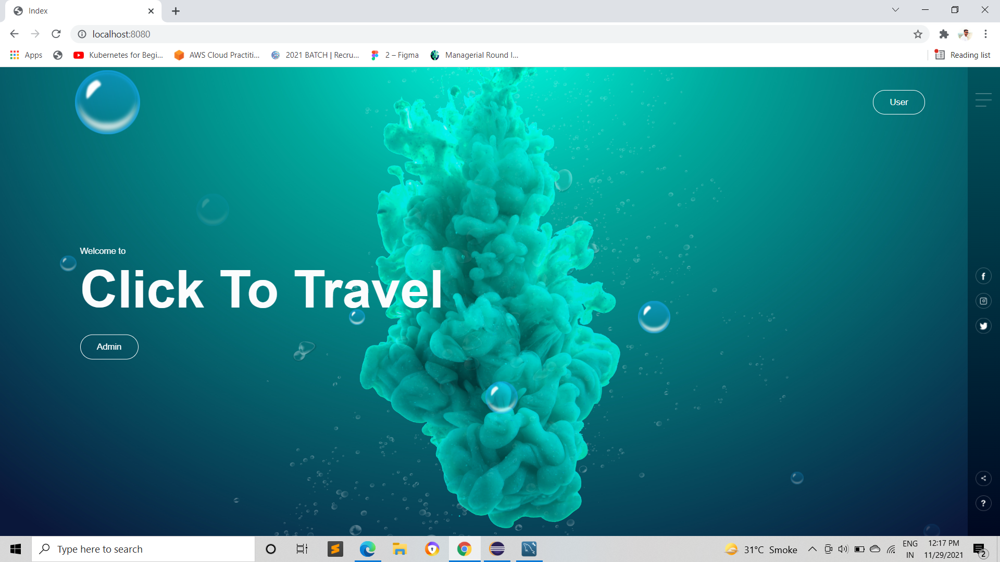 Index
localhost:8080
Apps
Kubernetes for Begi...
AWS Cloud Practiti...
2021 BATCH | Recru...
2 – Figma
Managerial Round I...
Reading list
User
Welcome to
Click To Travel
Admin
Type here to search
31°C Smoke
ENG
IN
12:17 PM
11/29/2021
2